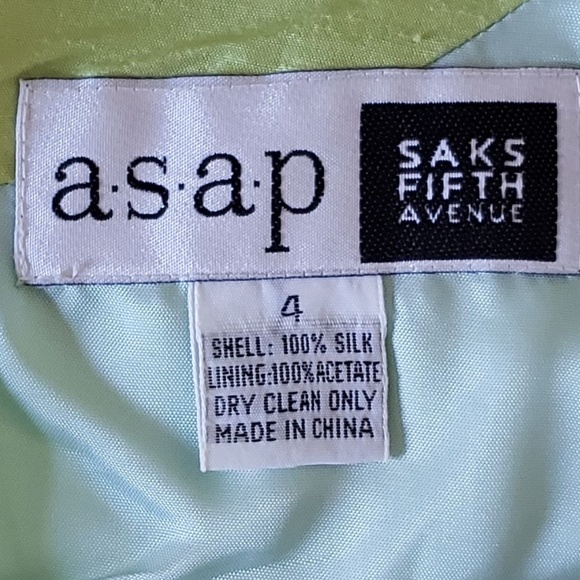 a·s·a·p
SAKS
FIFTH
AVENUE
4
SHELL: 100% SILK
LINING:100%ACETATE
DRY CLEAN ONLY
MADE IN CHINA